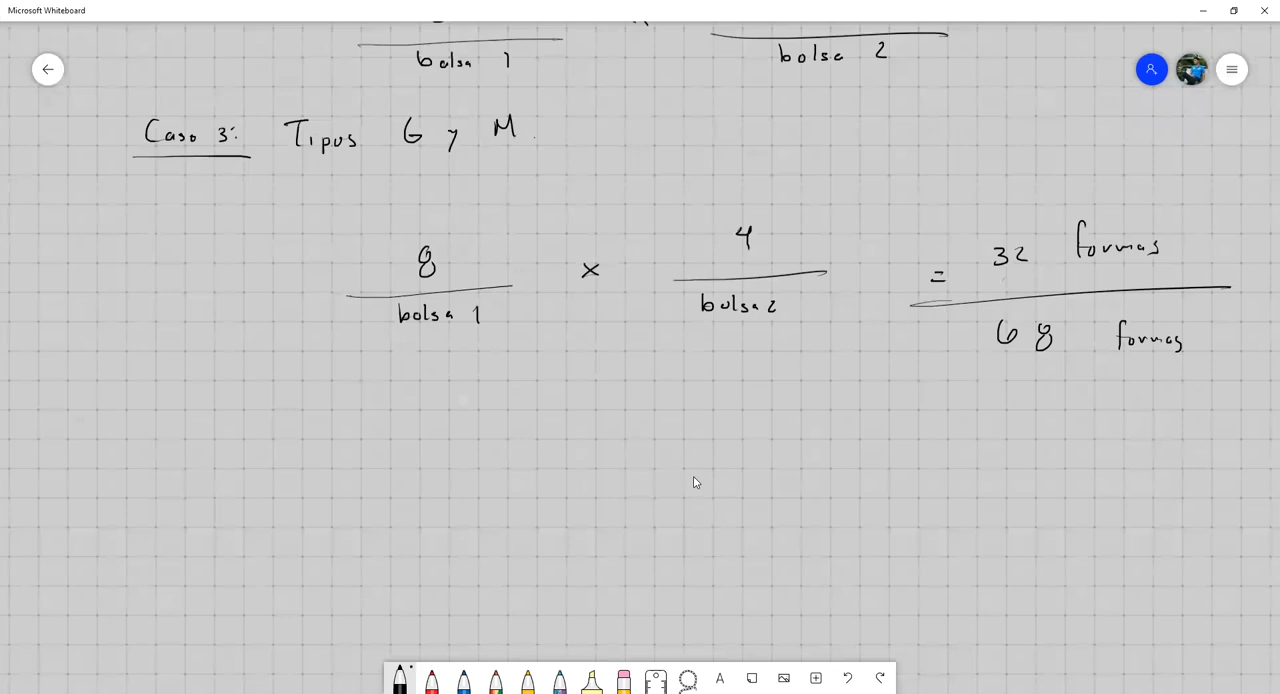 Microsoft Whiteboard
bolsa 1
bolsa 2
Caso 3: Tipos G y M.
8 × 4 = 32 formas
bolsa 1 bolsa 2
68 formas
A